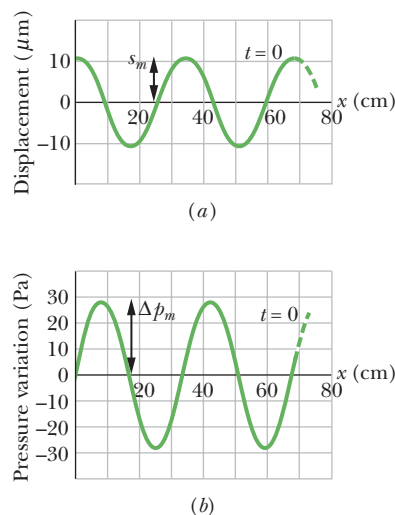 Displacement (μm)
10
0
−10
s_m
t = 0
20
40
60
80
x (cm)
(a)
Pressure variation (Pa)
30
20
10
0
−10
−20
−30
Δp_m
t = 0
20
40
60
80
x (cm)
(b)